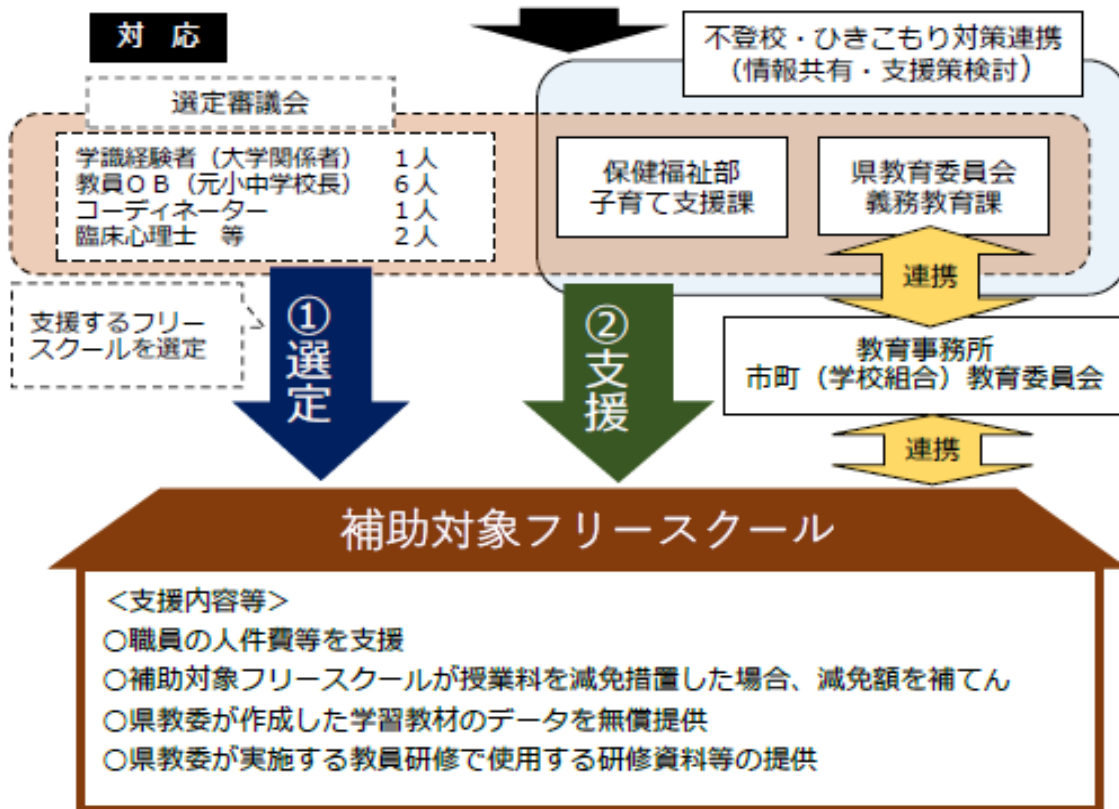 対 応
不登校・ひきこもり対策連携
（情報共有・支援策検討）
選定審議会
学識経験者（大学関係者） １人
教員ＯＢ（元小中学校長） ６人
コーディネーター １人
臨床心理士 等 ２人
保健福祉部
子育て支援課
県教育委員会
義務教育課
連携
支援するフリー
スクールを選定
①選定
②支援
教育事務所
市町（学校組合）教育委員会
連携
補助対象フリースクール
＜支援内容等＞
○職員の人件費等を支援
○補助対象フリースクールが授業料を減免措置した場合、減免額を補てん
○県教委が作成した学習教材のデータを無償提供
○県教委が実施する教員研修で使用する研修資料等の提供